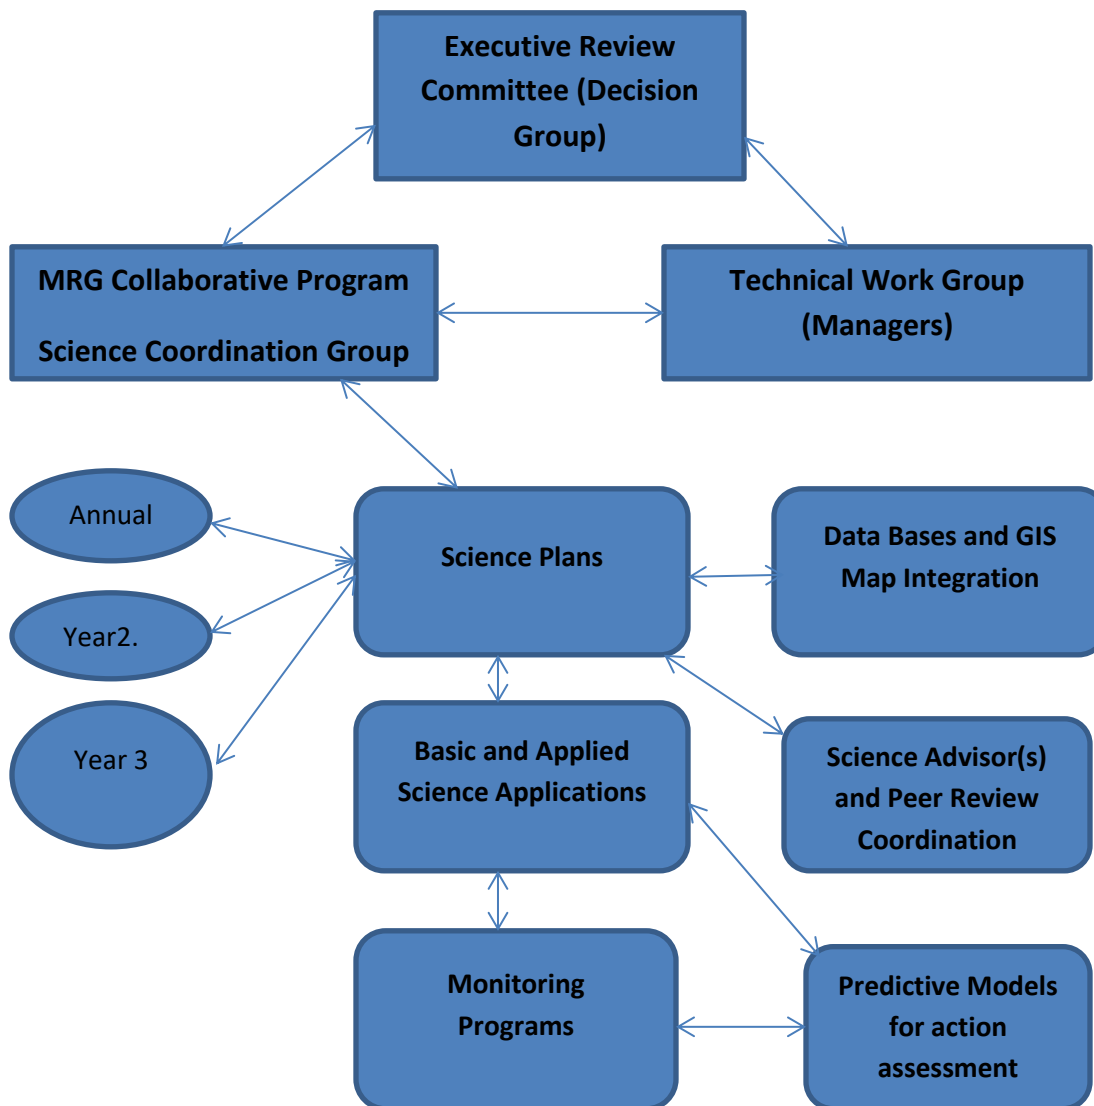 Executive Review
Committee (Decision
Group)
MRG Collaborative Program
Science Coordination Group
Technical Work Group
(Managers)
Annual
Science Plans
Data Bases and GIS
Map Integration
Year2.
Year 3
Basic and Applied
Science Applications
Science Advisor(s)
and Peer Review
Coordination
Monitoring
Programs
Predictive Models
for action
assessment